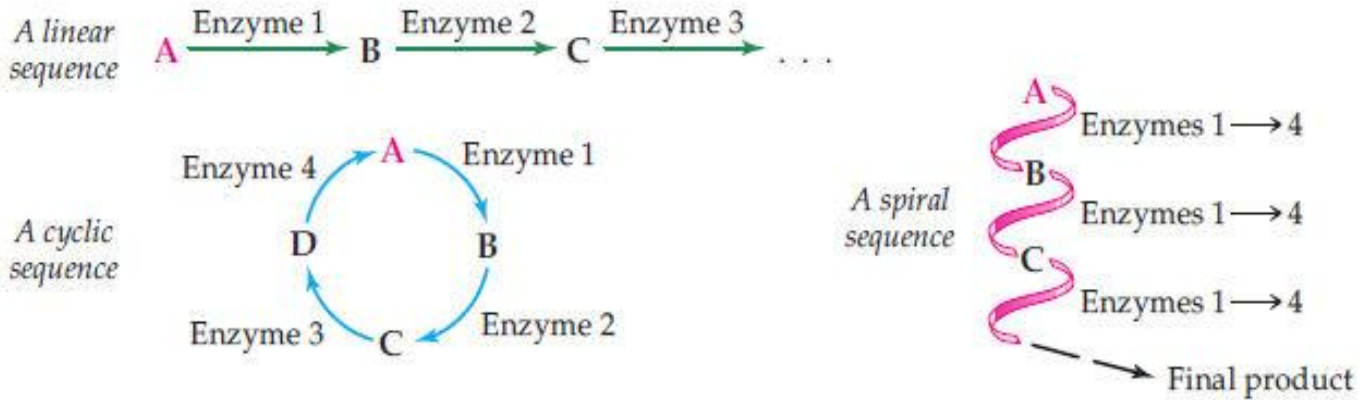 A linear
sequence
A Enzyme 1 B Enzyme 2 C Enzyme 3 . . .
A cyclic
sequence
A
Enzyme 1
B
Enzyme 2
C
Enzyme 3
D
Enzyme 4
A spiral
sequence
A
Enzymes 1→4
B
Enzymes 1→4
C
Enzymes 1→4
Final product